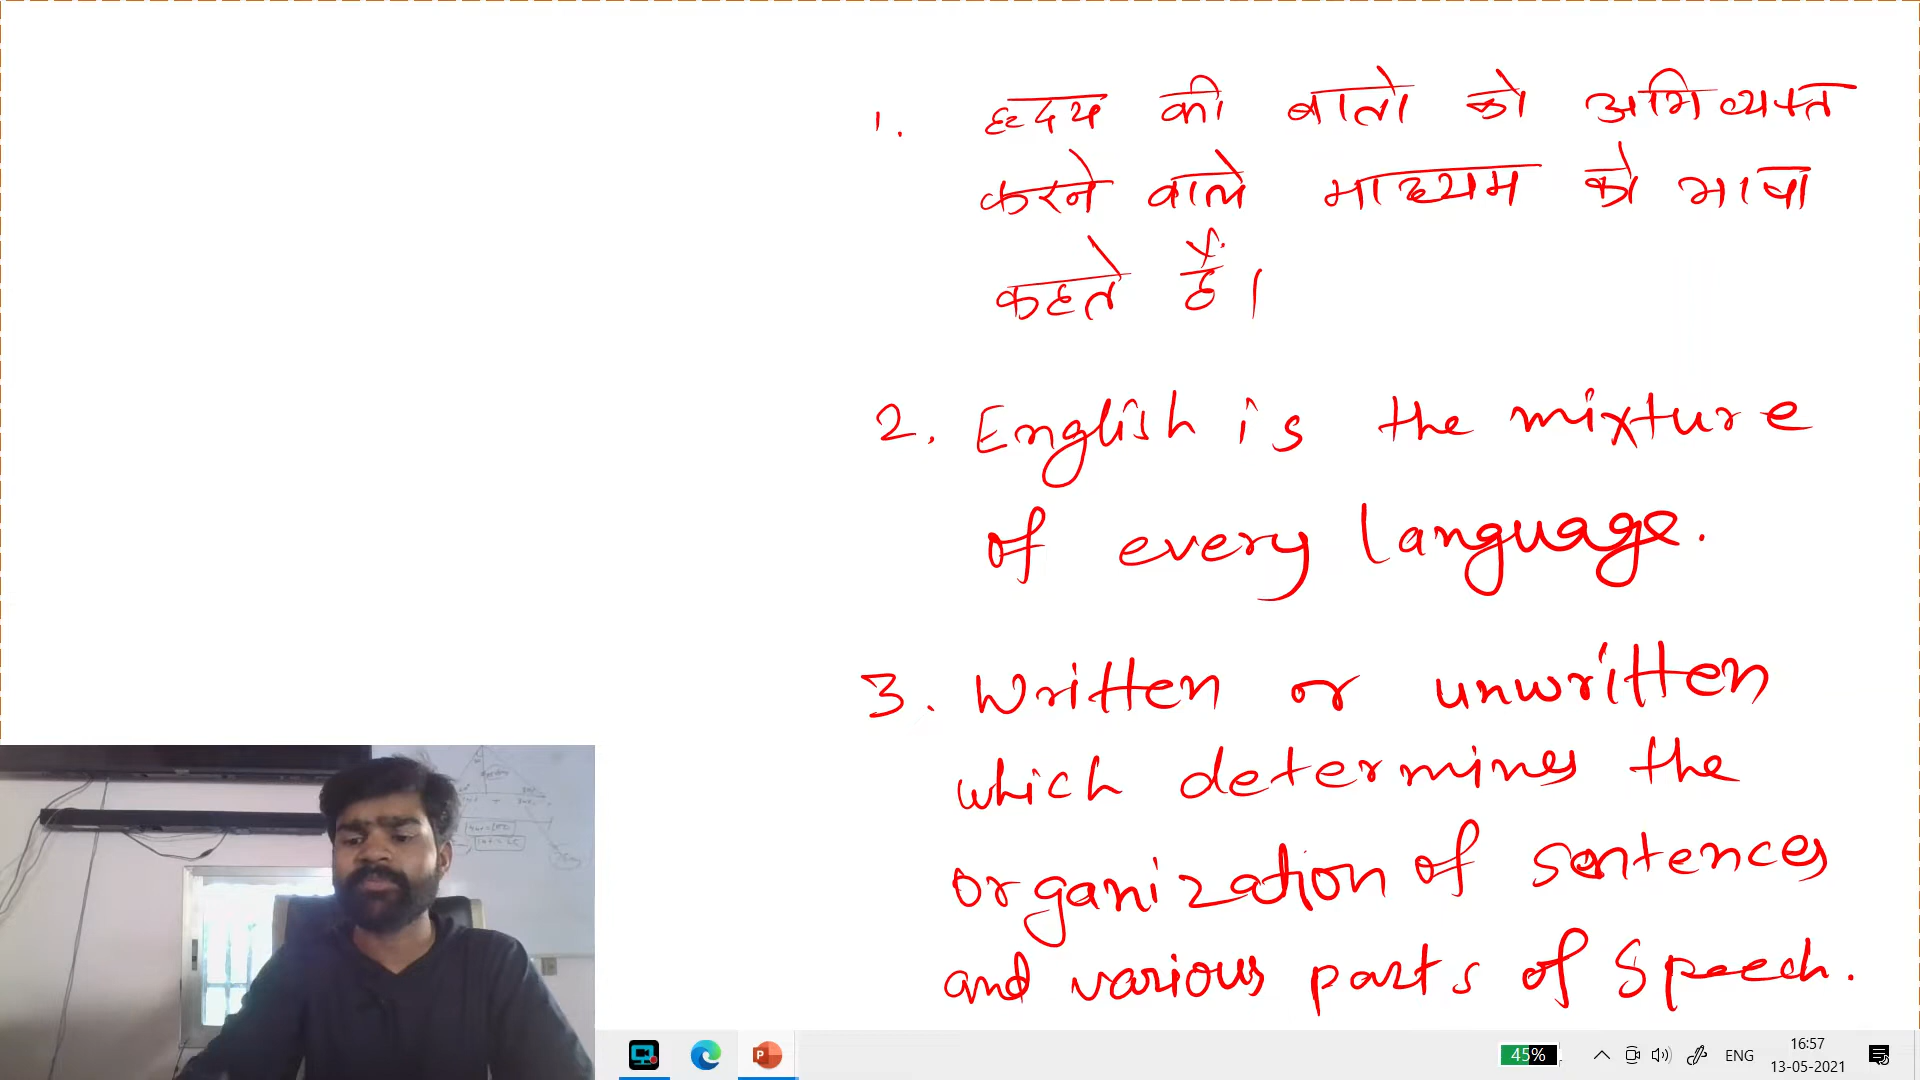 1. हृदय की बातो को अभिव्यक्त
करने वाले माध्यम को भाषा
कहते हैं।
2. English is the mixture
of every language.
3. Written or unwritten
which determines the
organization of sentences
and various parts of speech.
45%
ENG
16:57
13-05-2021